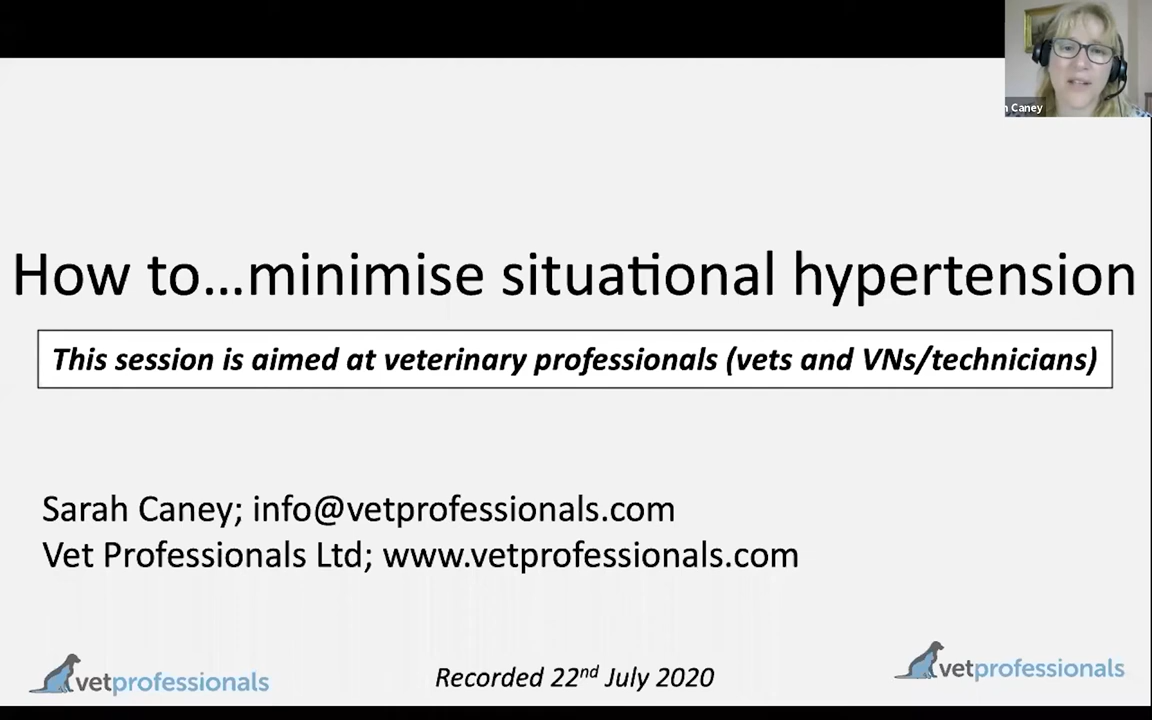 Caney
How to...minimise situational hypertension
This session is aimed at veterinary professionals (vets and VNs/technicians)
Sarah Caney; info@vetprofessionals.com
Vet Professionals Ltd; www.vetprofessionals.com
vetprofessionals
Recorded 22nd July 2020
vetprofessionals